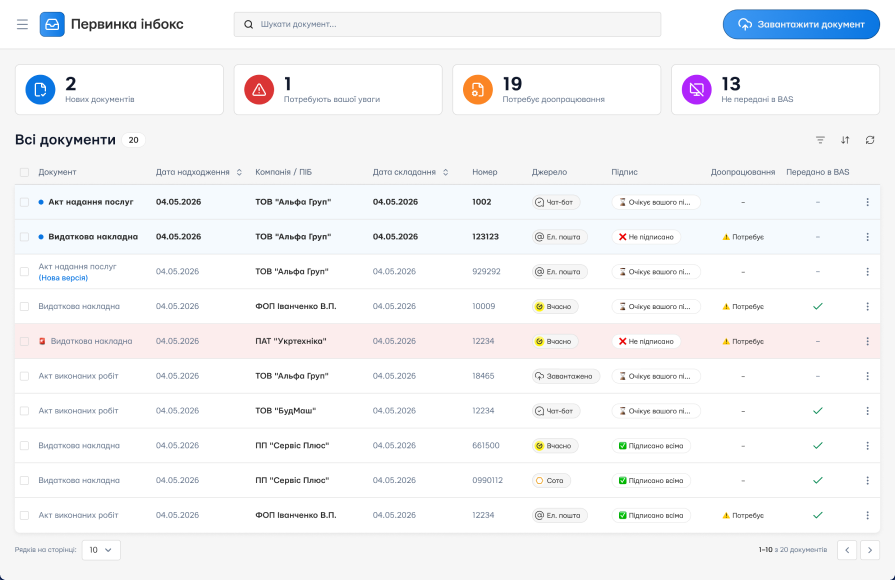 Первинка інбокс
Шукати документ...
Завантажити документ
2
Нових документів
1
Потребують вашої уваги
19
Потребує доопрацювання
13
Не передані в BAS
Всі документи 20
Документ Дата надходження Компанія / ПІБ Дата складання Номер Джерело Підпис Доопрацювання Передано в BAS
Акт надання послуг 04.05.2026 ТОВ "Альфа Груп" 04.05.2026 1002 Чат-бот Очікує вашого пі... – –
Видаткова накладна 04.05.2026 ТОВ "Альфа Груп" 04.05.2026 123123 Ел. пошта Не підписано Потребує –
Акт надання послуг 04.05.2026 ТОВ "Альфа Груп" 04.05.2026 929292 Ел. пошта Очікує вашого пі... – –
(Нова версія)
Видаткова накладна 04.05.2026 ФОП Іванченко В.П. 04.05.2026 10009 Вчасно Очікує вашого пі... Потребує
Видаткова накладна 04.05.2026 ПАТ "Укртехніка" 04.05.2026 12234 Вчасно Не підписано Потребує –
Акт виконаних робіт 04.05.2026 ТОВ "Альфа Груп" 04.05.2026 18465 Завантажено Очікує вашого пі... – –
Акт виконаних робіт 04.05.2026 ТОВ "БудМаш" 04.05.2026 12234 Чат-бот Очікує вашого пі... –
Видаткова накладна 04.05.2026 ПП "Сервіс Плюс" 04.05.2026 661500 Вчасно Підписано всіма –
Видаткова накладна 04.05.2026 ПП "Сервіс Плюс" 04.05.2026 0990112 Сота Підписано всіма –
Акт виконаних робіт 04.05.2026 ФОП Іванченко В.П. 04.05.2026 12234 Ел. пошта Підписано всіма Потребує
Рядків на сторінці: 10 1–10 з 20 документів